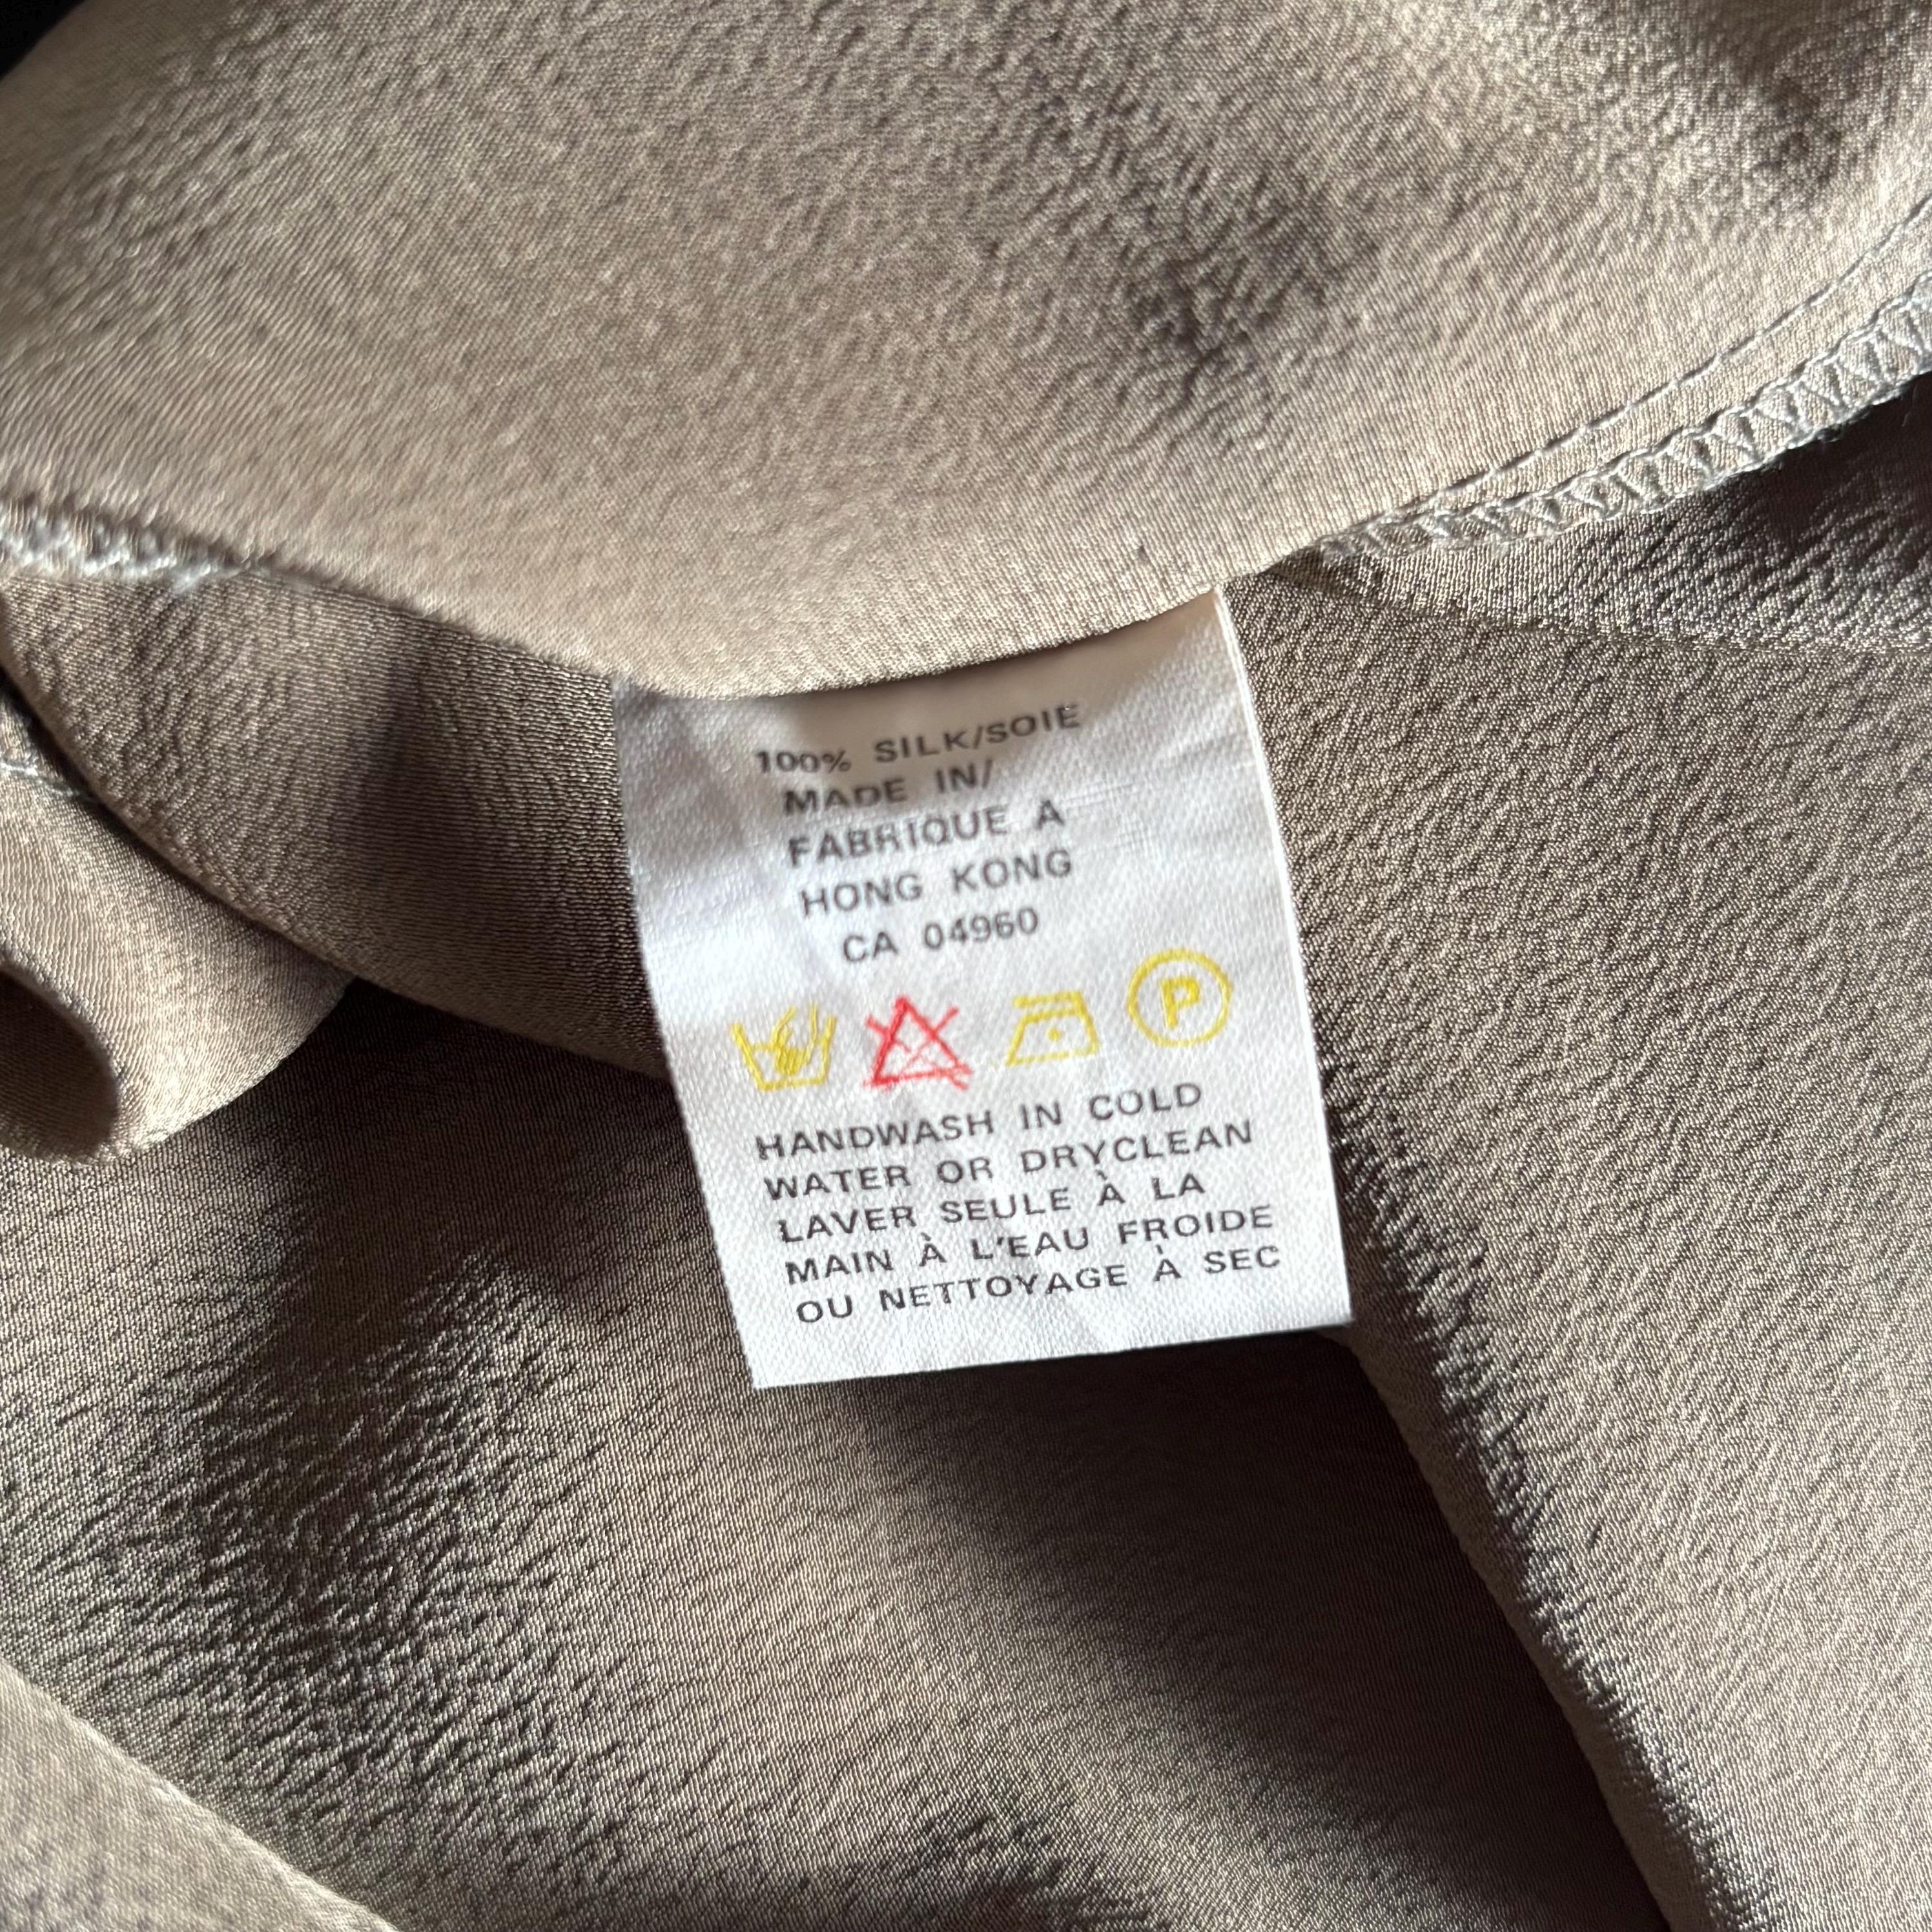 100% SILK/SOIE
MADE IN/
FABRIQUE A
HONG KONG
CA 04960
P
HANDWASH IN COLD
WATER OR DRYCLEAN
LAVER SEULE À LA
MAIN À L'EAU FROIDE
OU NETTOYAGE À SEC